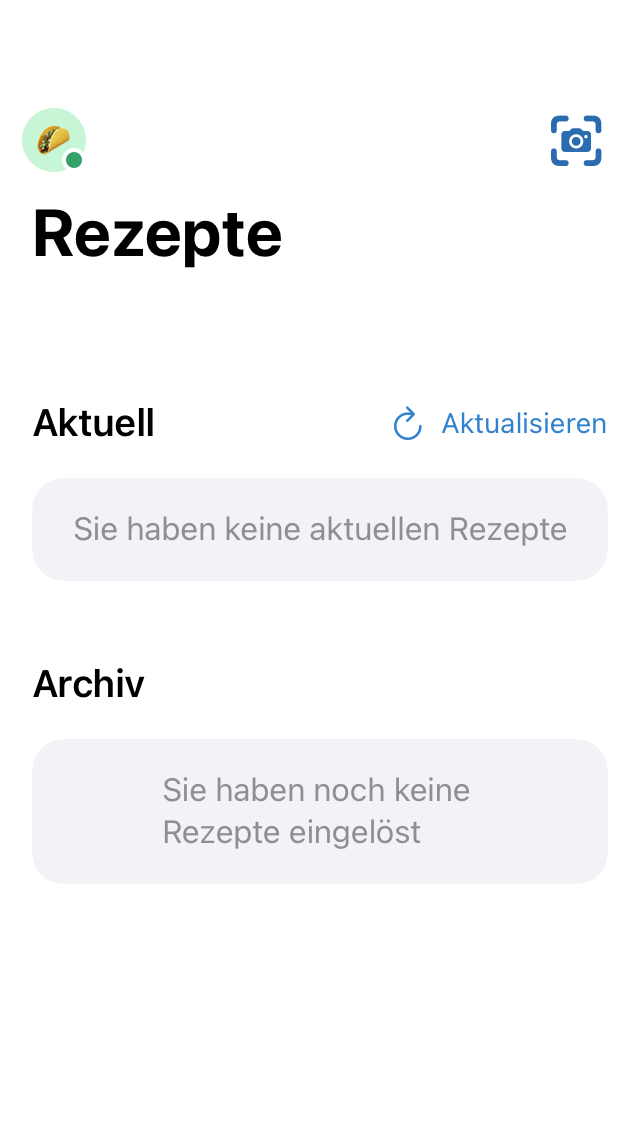 Rezepte
Aktuell
Aktualisieren
Sie haben keine aktuellen Rezepte
Archiv
Sie haben noch keine
Rezepte eingelöst